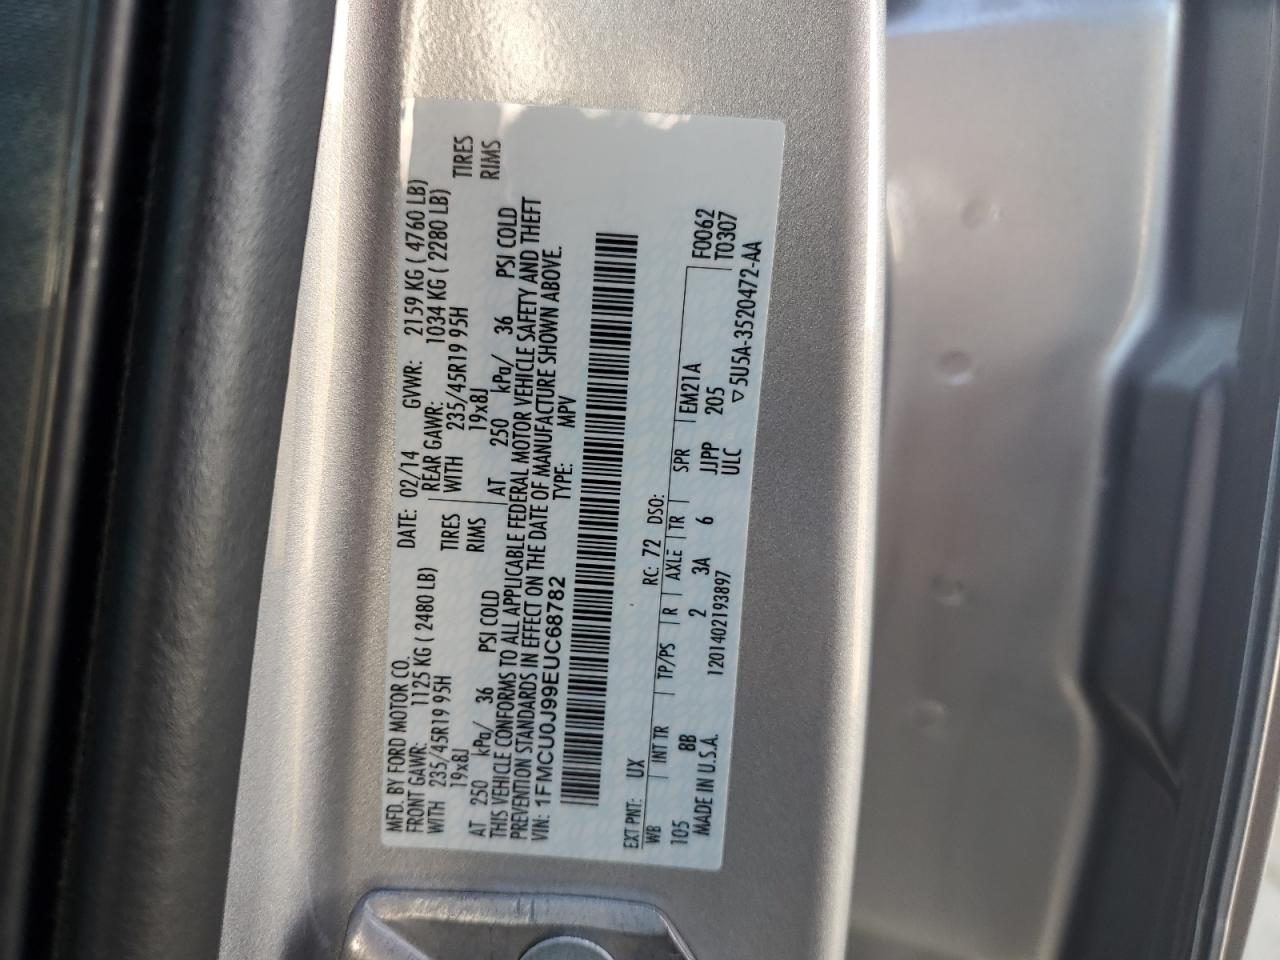 MFD. BY FORD MOTOR CO.
DATE: 02/14 GVWR: 2159 KG ( 4760 LB)
FRONT GAWR: 1125 KG ( 2480 LB) REAR GAWR: 1034 KG ( 2280 LB)
WITH 235/45R19 95H TIRES WITH 235/45R19 95H TIRES
19x8J RIMS 19x8J RIMS
AT 250 kPa/ 36 PSI COLD AT 250 kPa/ 36 PSI COLD
THIS VEHICLE CONFORMS TO ALL APPLICABLE FEDERAL MOTOR VEHICLE SAFETY AND THEFT
PREVENTION STANDARDS IN EFFECT ON THE DATE OF MANUFACTURE SHOWN ABOVE.
VIN: 1FMCU0J99EUC68782 TYPE: MPV
EXT PNT: UX RC: 72 DSO: F0062
WB INT TR TP/PS R AXLE TR SPR EM21A T0307
105 BB 2 3A 6 JJPP 205
MADE IN U.S.A. 1201402193897 ULC ▽5U5A-3520472-AA